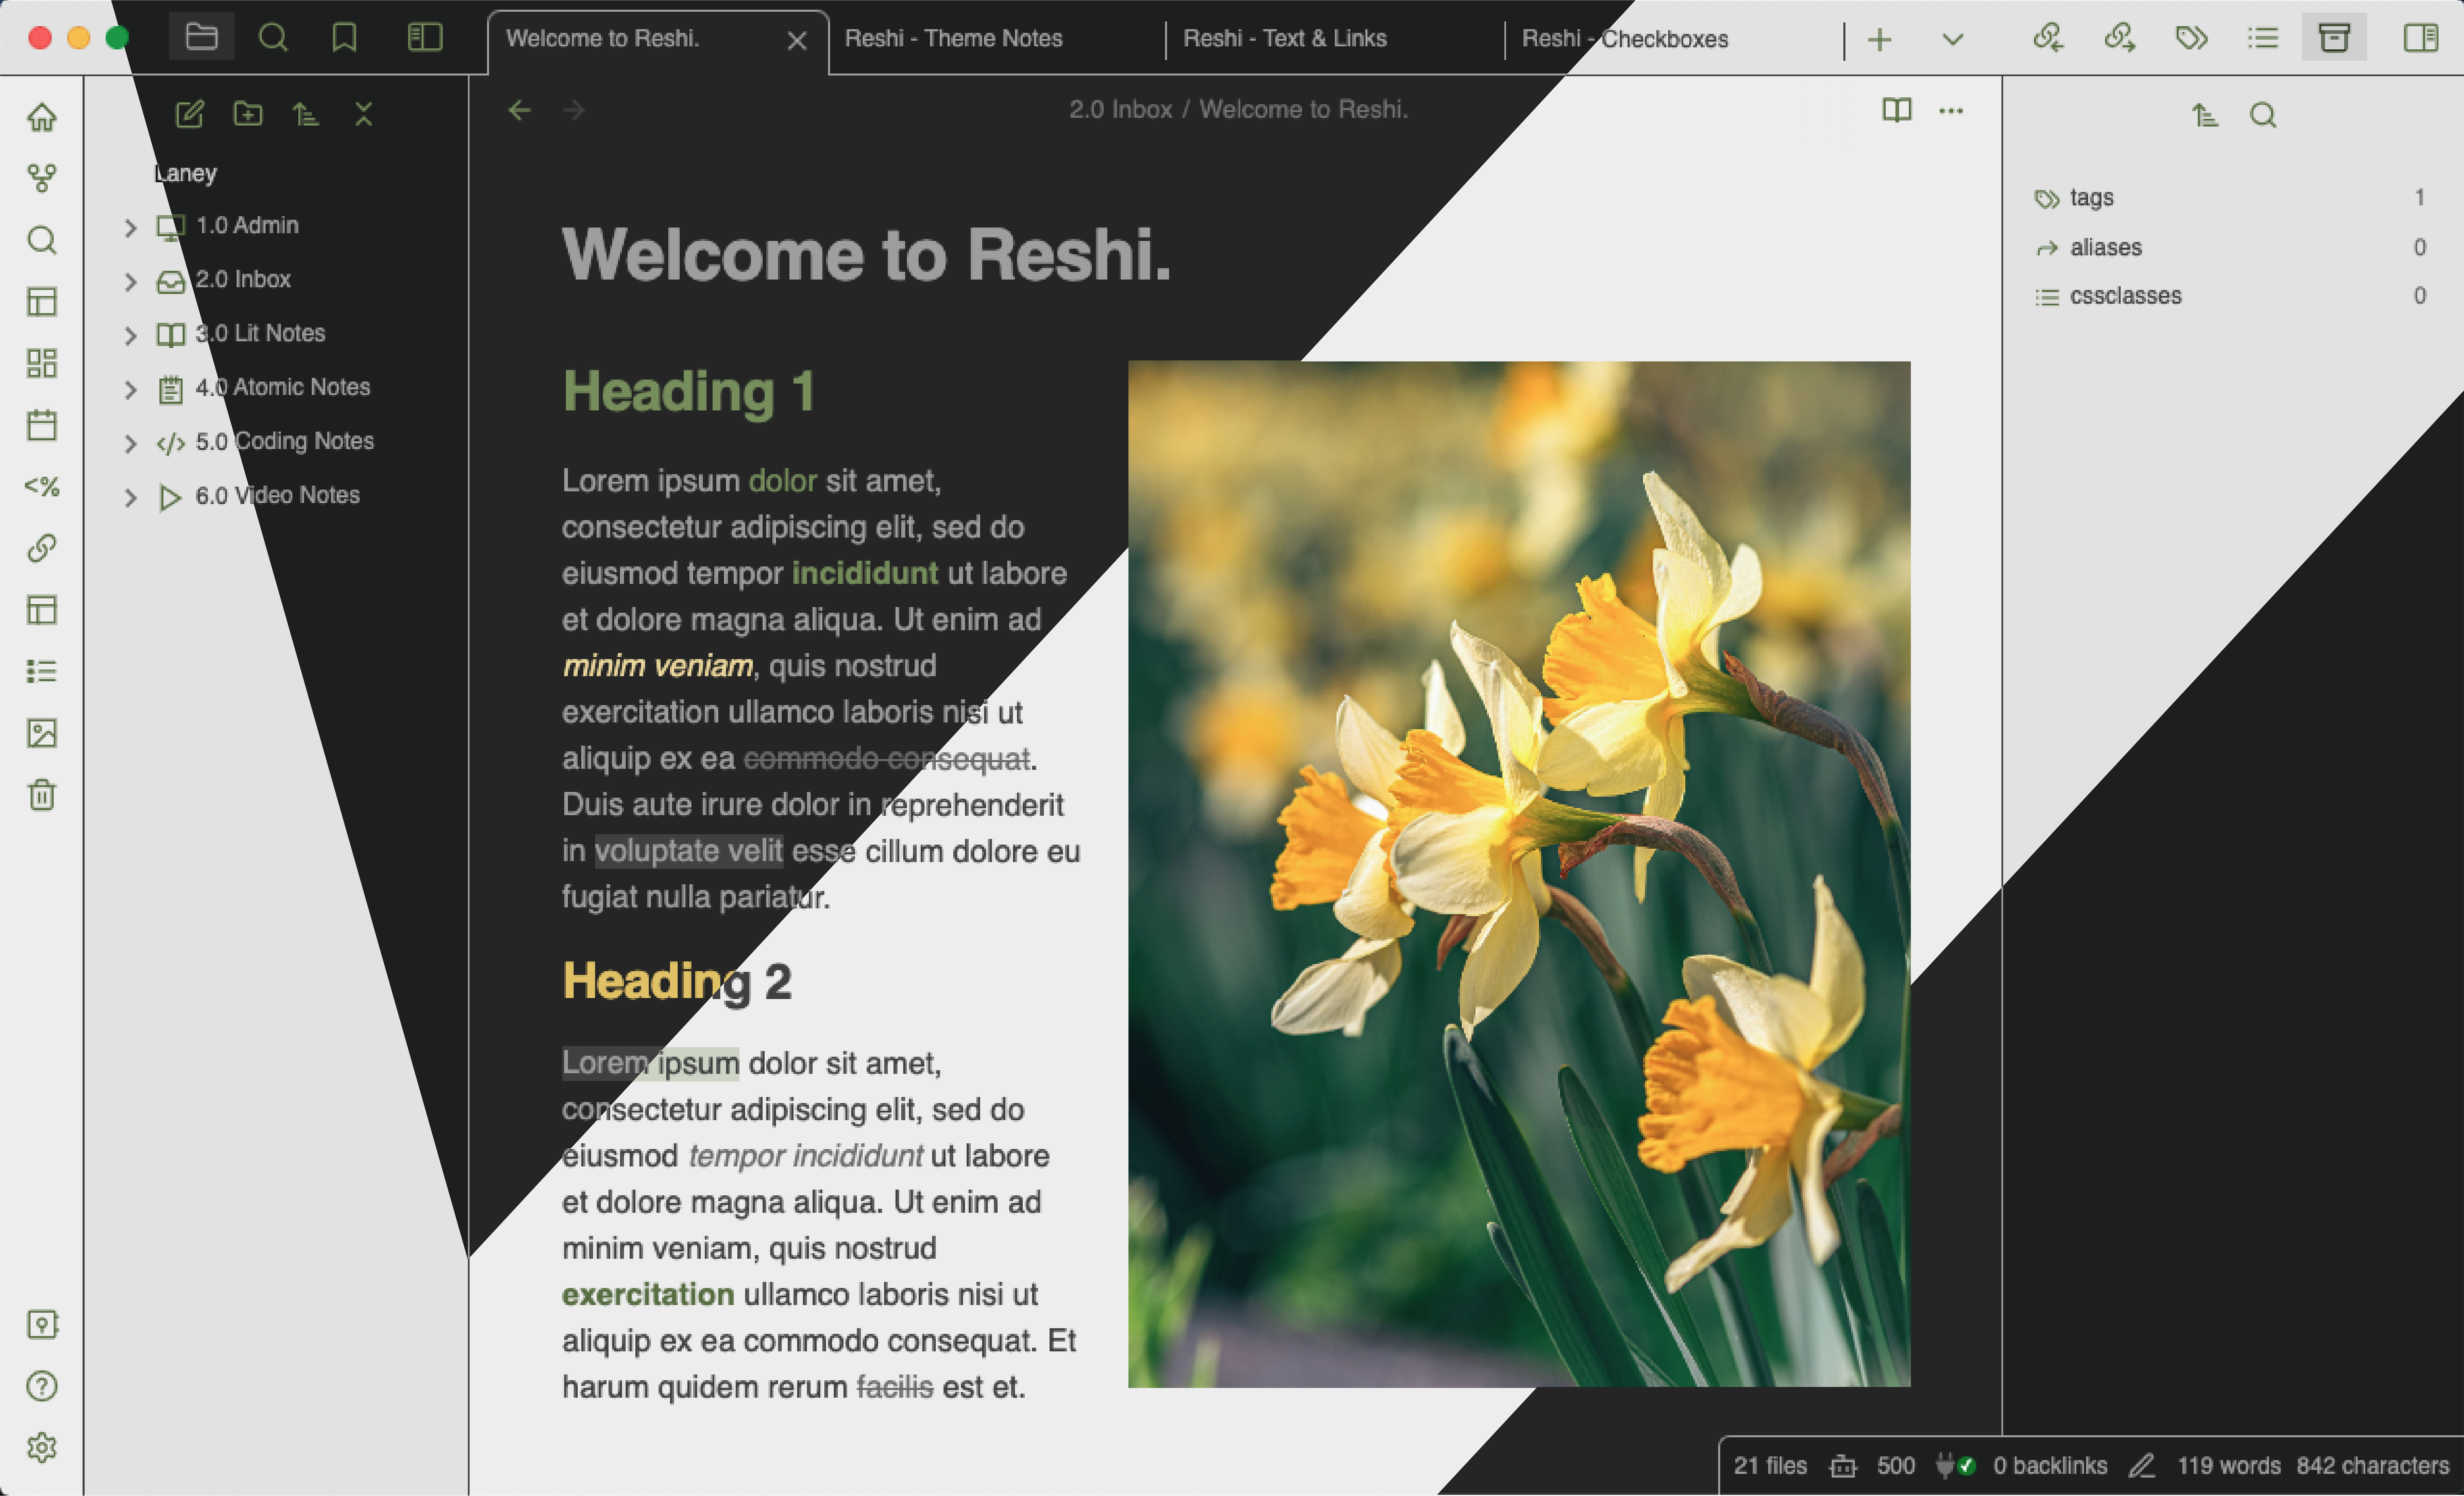 Welcome to Reshi.
Reshi - Theme Notes
Reshi - Text & Links
Reshi - Checkboxes
2.0 Inbox / Welcome to Reshi.
<%
Laney
1.0 Admin
2.0 Inbox
3.0 Lit Notes
4.0 Atomic Notes
5.0 Coding Notes
6.0 Video Notes
Welcome to Reshi.
Heading 1
Lorem ipsum dolor sit amet,
consectetur adipiscing elit, sed do
eiusmod tempor incididunt ut labore
et dolore magna aliqua. Ut enim ad
minim veniam, quis nostrud
exercitation ullamco laboris nisi ut
aliquip ex ea commodo consequat.
Duis aute irure dolor in reprehenderit
in voluptate velit esse cillum dolore eu
fugiat nulla pariatur.
Heading 2
Lorem ipsum dolor sit amet,
consectetur adipiscing elit, sed do
eiusmod tempor incididunt ut labore
et dolore magna aliqua. Ut enim ad
minim veniam, quis nostrud
exercitation ullamco laboris nisi ut
aliquip ex ea commodo consequat. Et
harum quidem rerum facilis est et.
tags 1
aliases 0
cssclasses 0
21 files 500 0 backlinks 119 words 842 characters